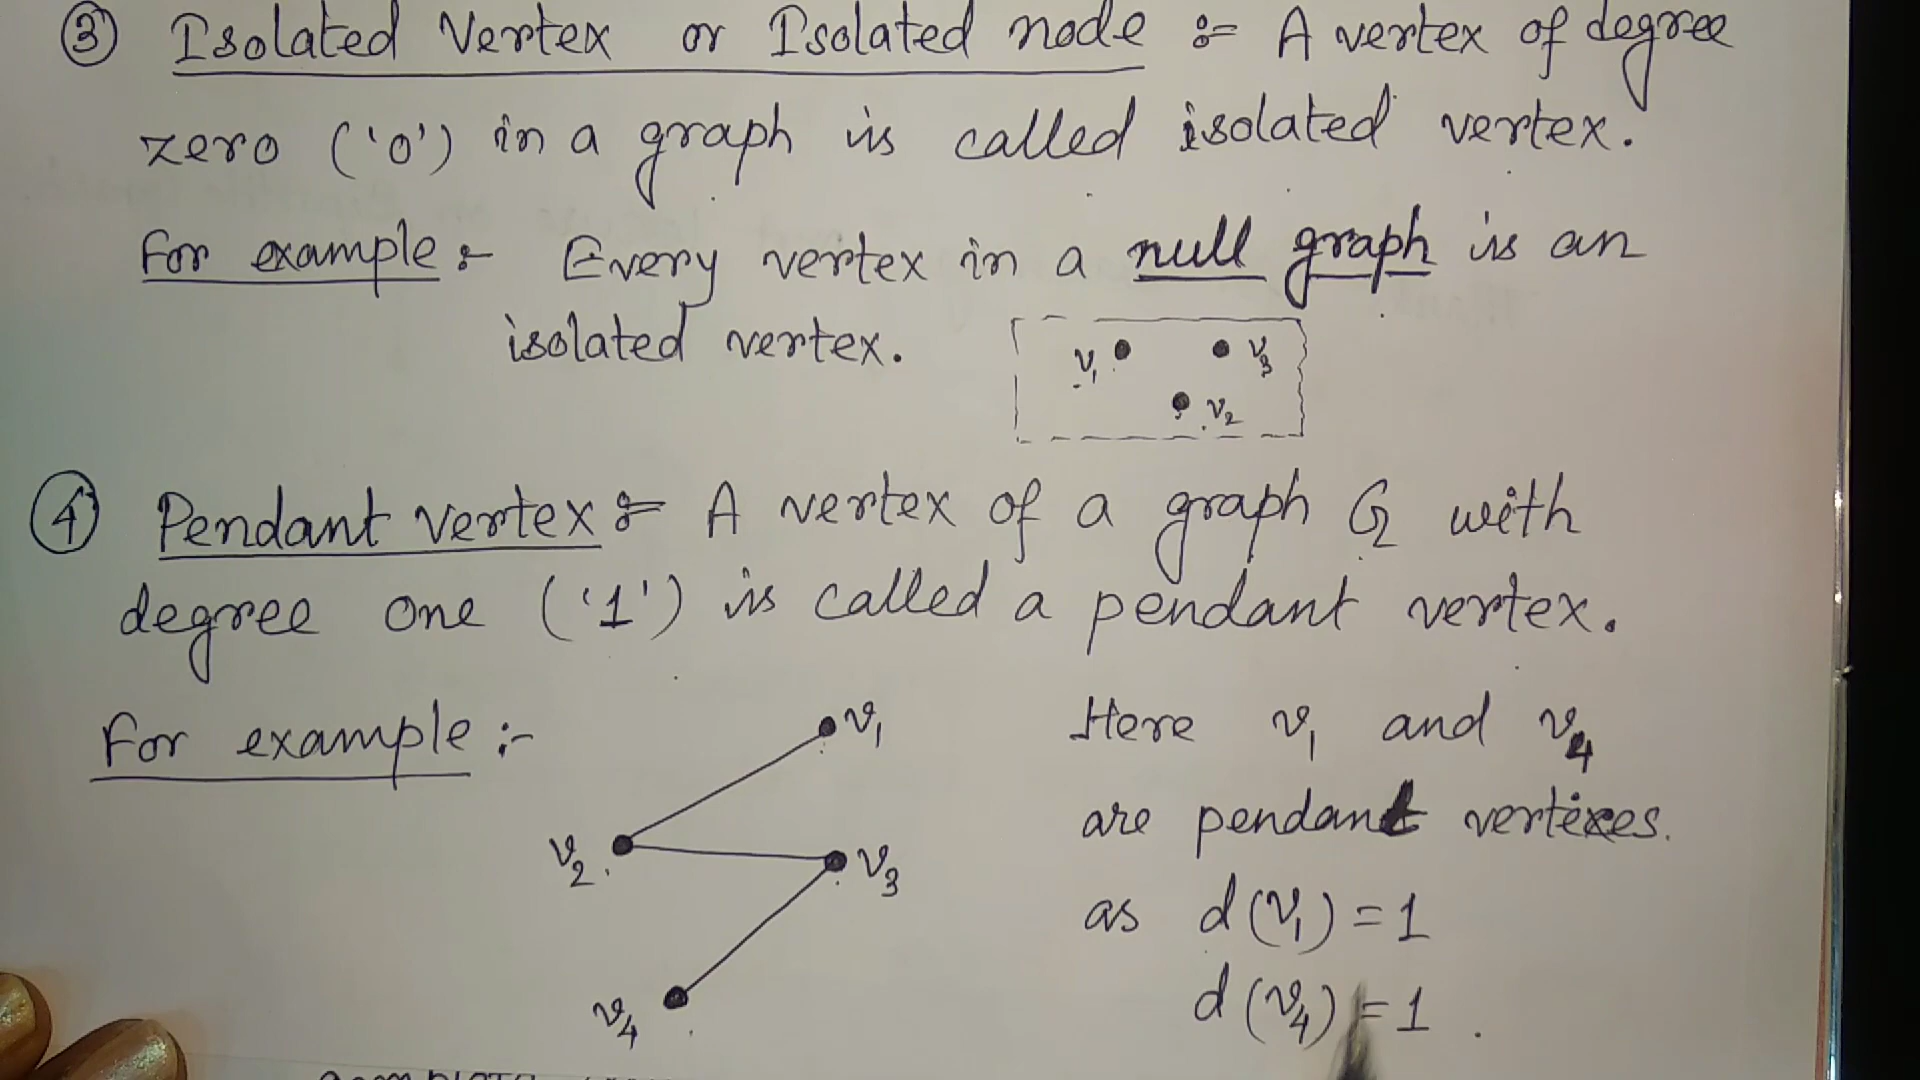 ③ Isolated Vertex or Isolated node :- A vertex of degree
zero ('0') in a graph is called isolated vertex.
For example :- Every vertex in a null graph is an
isolated vertex.
v₁ v₃
v₂
④ Pendant vertex :- A vertex of a graph G with
degree one ('1') is called a pendant vertex.
For example :-
v₁
v₂
v₃
v₄
Here v₁ and v₄
are pendant vertices.
as d(v₁) = 1
d(v₄) = 1.